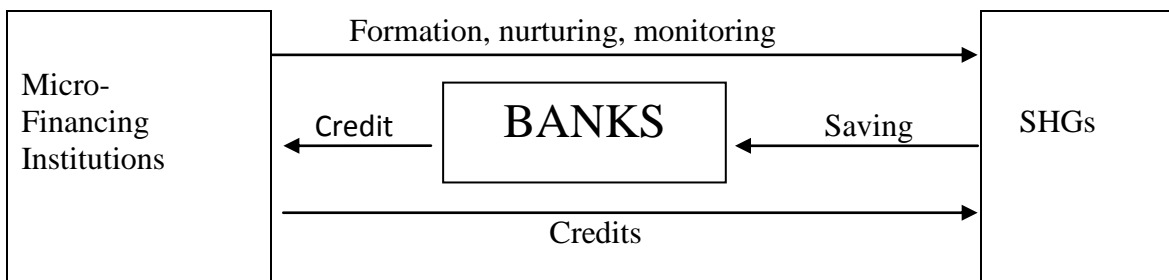 Formation, nurturing, monitoring
Micro-
Financing
Institutions
Credit
BANKS
Saving
SHGs
Credits